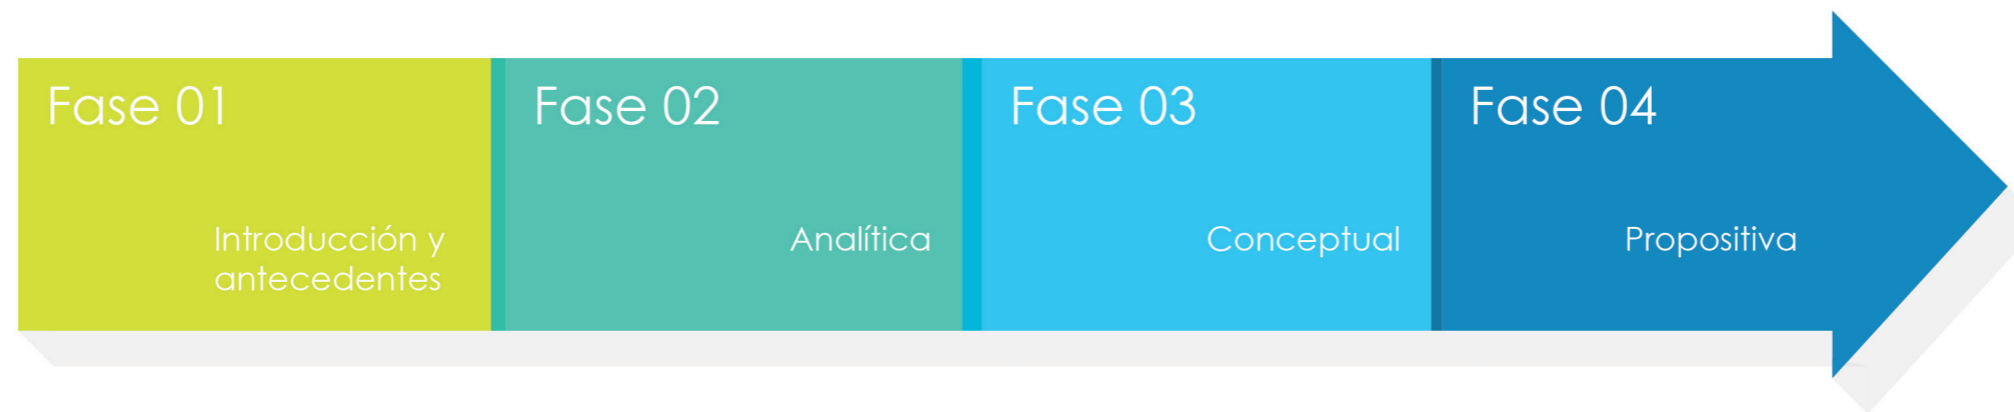 Fase 01
Introducción y
antecedentes
Fase 02
Analítica
Fase 03
Conceptual
Fase 04
Propositiva